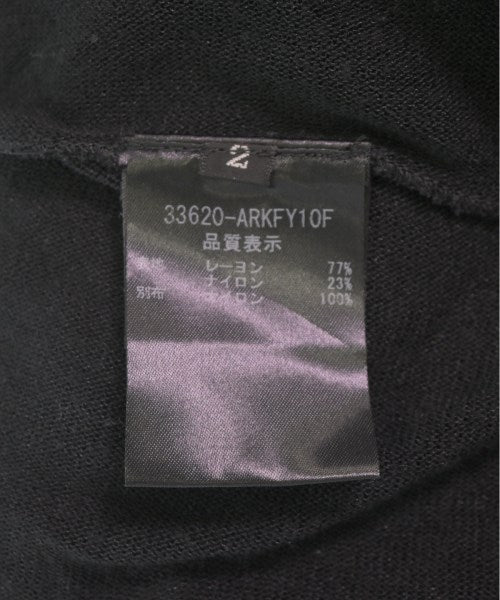 2
33620-ARKFY10F
品質表示
レーヨン 77%
ナイロン 23%
別布 ナイロン 100%